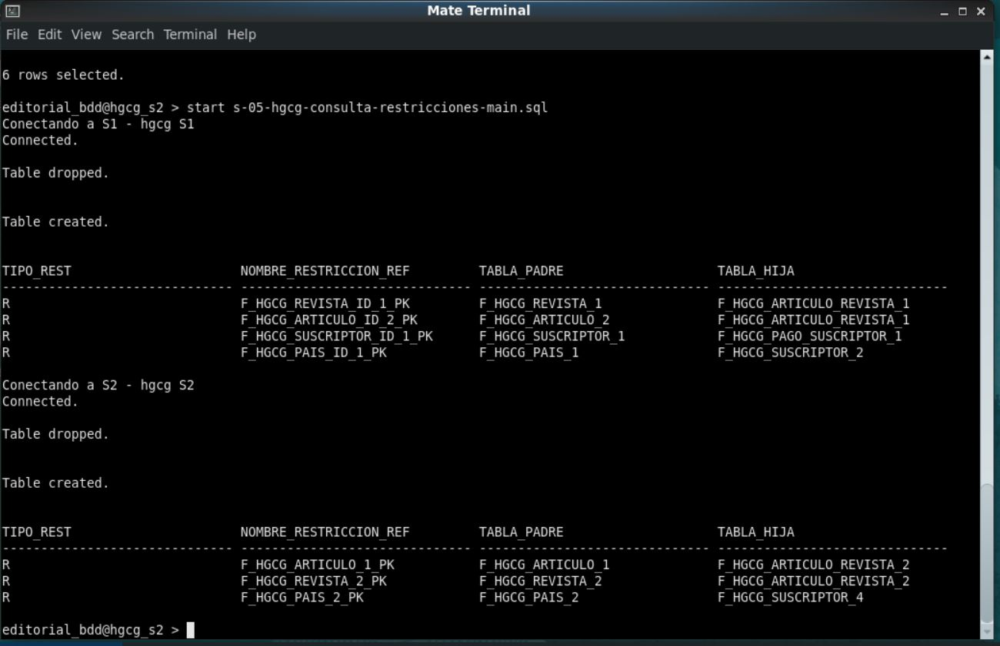 Mate Terminal
File Edit View Search Terminal Help
6 rows selected.
editorial_bdd@hgcg_s2 > start s-05-hgcg-consulta-restricciones-main.sql
Conectando a S1 - hgcg S1
Connected.
Table dropped.
Table created.
TIPO_REST NOMBRE_RESTRICCION_REF TABLA_PADRE TABLA_HIJA
------------------------------ ------------------------------ ------------------------------ ------------------------------
R F_HGCG_REVISTA_ID_1_PK F_HGCG_REVISTA_1 F_HGCG_ARTICULO_REVISTA_1
R F_HGCG_ARTICULO_ID_2_PK F_HGCG_ARTICULO_2 F_HGCG_ARTICULO_REVISTA_1
R F_HGCG_SUSCRIPTOR_ID_1_PK F_HGCG_SUSCRIPTOR_1 F_HGCG_PAGO_SUSCRIPTOR_1
R F_HGCG_PAIS_ID_1_PK F_HGCG_PAIS_1 F_HGCG_SUSCRIPTOR_2
Conectando a S2 - hgcg S2
Connected.
Table dropped.
Table created.
TIPO_REST NOMBRE_RESTRICCION_REF TABLA_PADRE TABLA_HIJA
------------------------------ ------------------------------ ------------------------------ ------------------------------
R F_HGCG_ARTICULO_1_PK F_HGCG_ARTICULO_1 F_HGCG_ARTICULO_REVISTA_2
R F_HGCG_REVISTA_2_PK F_HGCG_REVISTA_2 F_HGCG_ARTICULO_REVISTA_2
R F_HGCG_PAIS_2_PK F_HGCG_PAIS_2 F_HGCG_SUSCRIPTOR_4
editorial_bdd@hgcg_s2 >